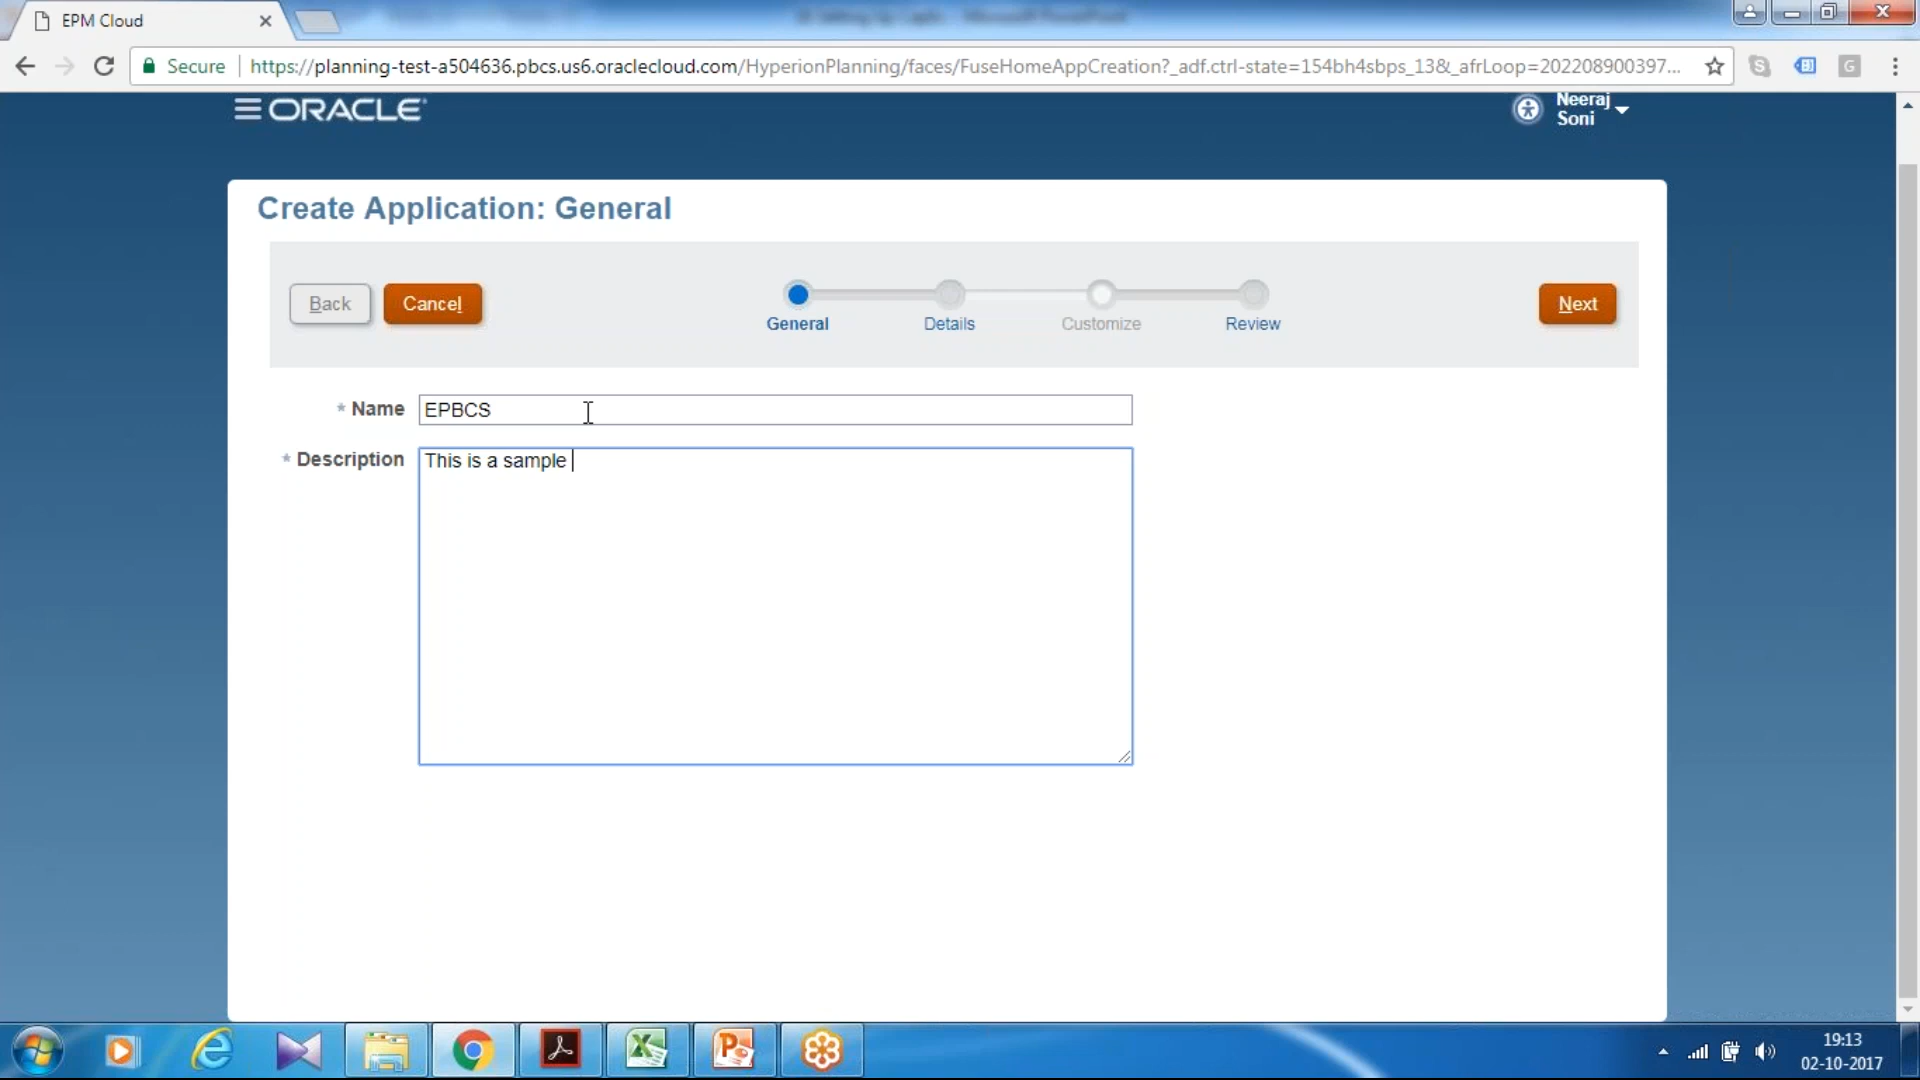 EPM Cloud
Secure https://planning-test-a504636.pbcs.us6.oraclecloud.com/HyperionPlanning/faces/FuseHomeAppCreation?_adf.ctrl-state=154bh4sbps_13&_afrLoop=202208900397...
ORACLE
Neeraj
Soni
Create Application: General
Back Cancel
General Details Customize Review
Next
* Name EPBCS
* Description This is a sample
19:13
02-10-2017